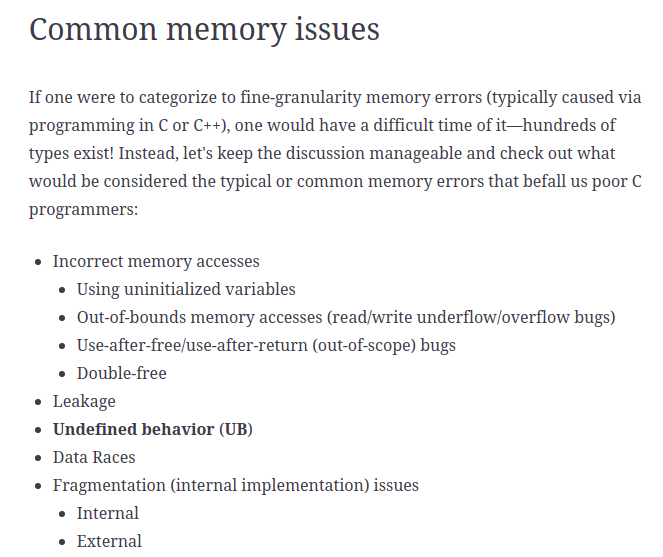 Common memory issues
If one were to categorize to fine-granularity memory errors (typically caused via
programming in C or C++), one would have a difficult time of it—hundreds of
types exist! Instead, let's keep the discussion manageable and check out what
would be considered the typical or common memory errors that befall us poor C
programmers:
• Incorrect memory accesses
• Using uninitialized variables
• Out-of-bounds memory accesses (read/write underflow/overflow bugs)
• Use-after-free/use-after-return (out-of-scope) bugs
• Double-free
• Leakage
• Undefined behavior (UB)
• Data Races
• Fragmentation (internal implementation) issues
• Internal
• External